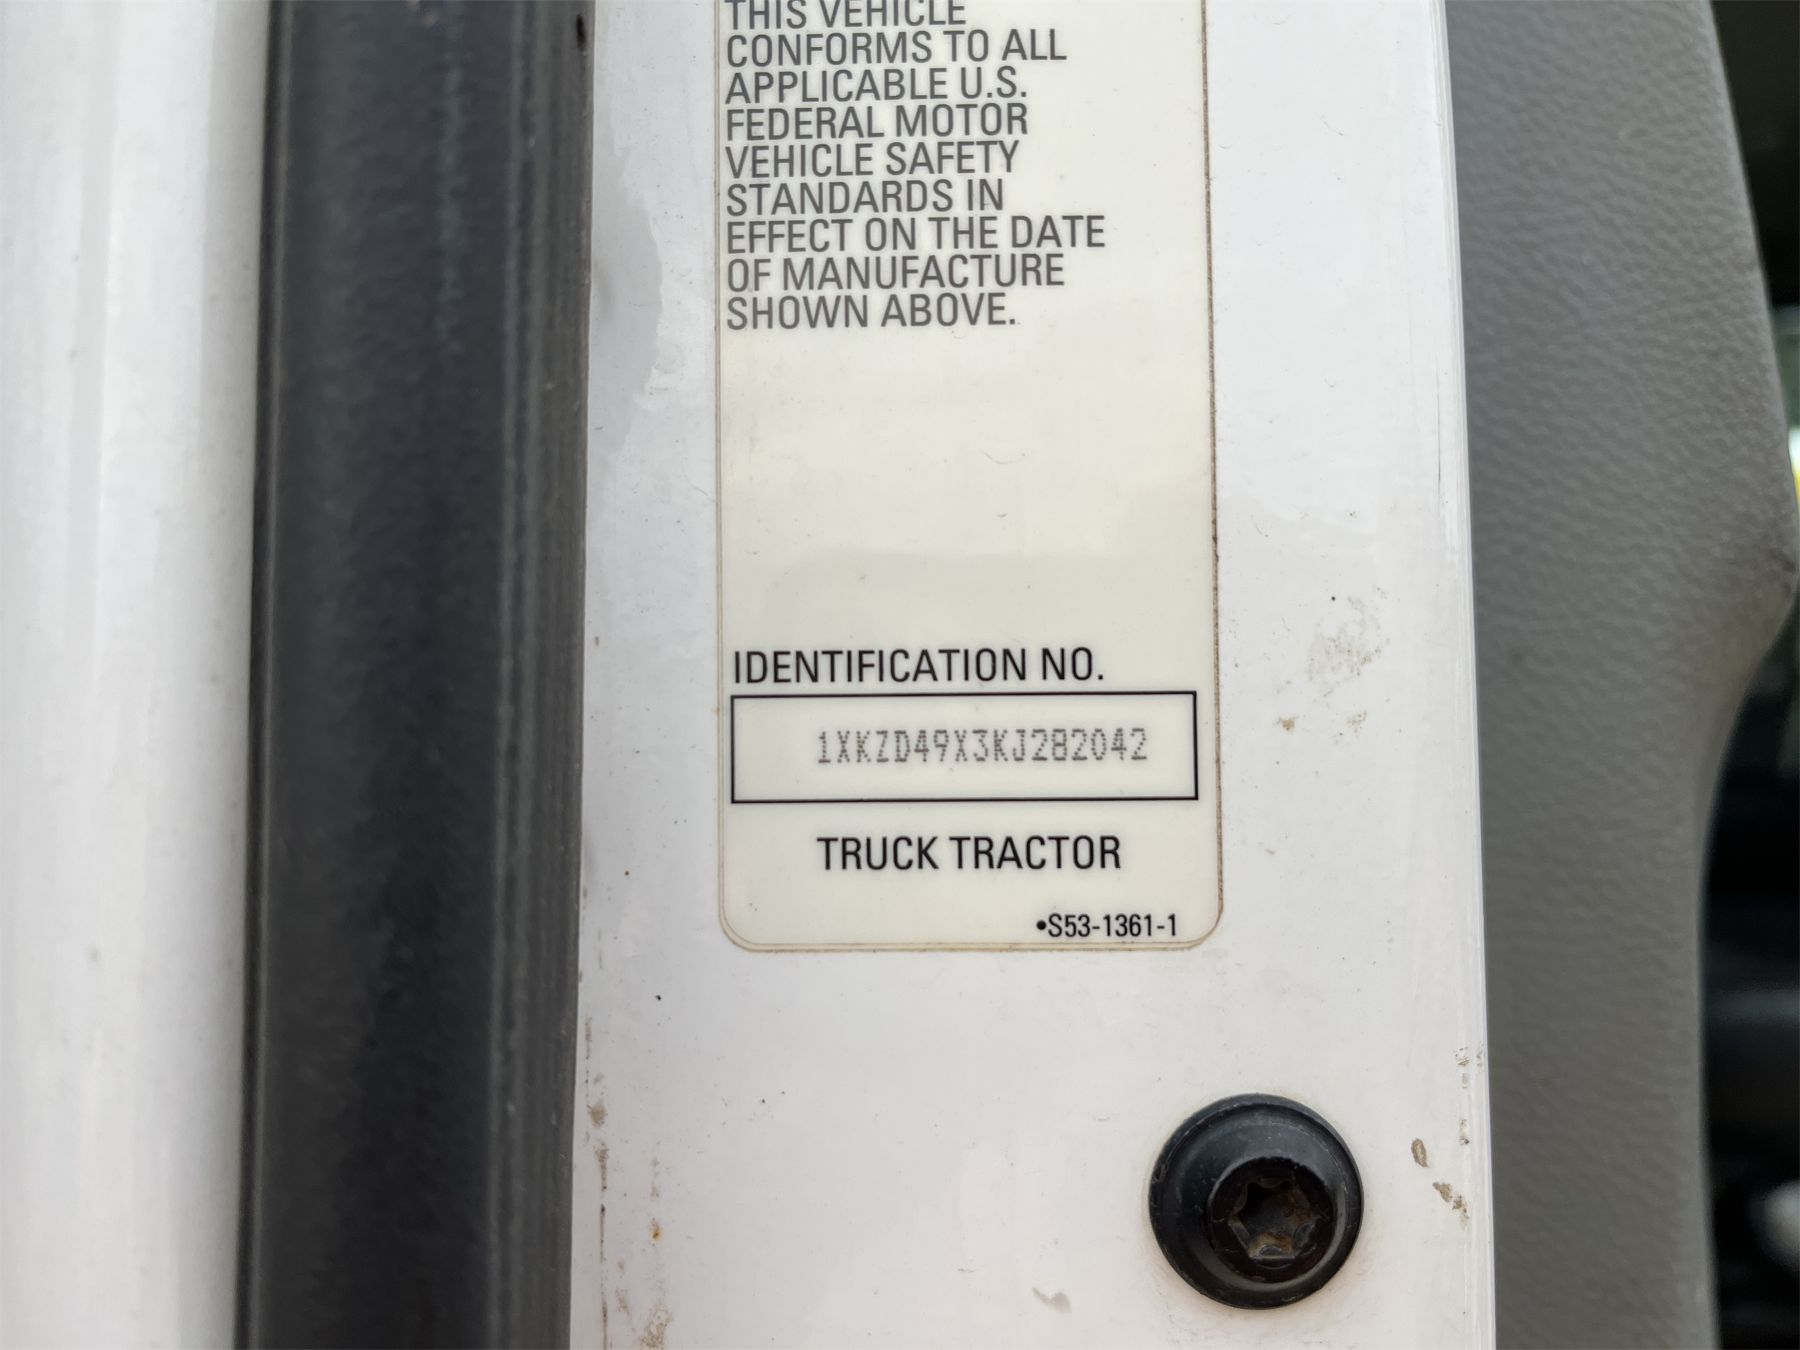 THIS VEHICLE
CONFORMS TO ALL
APPLICABLE U.S.
FEDERAL MOTOR
VEHICLE SAFETY
STANDARDS IN
EFFECT ON THE DATE
OF MANUFACTURE
SHOWN ABOVE.
IDENTIFICATION NO.
1XKZD49X3KJ282042
TRUCK TRACTOR
•S53-1361-1